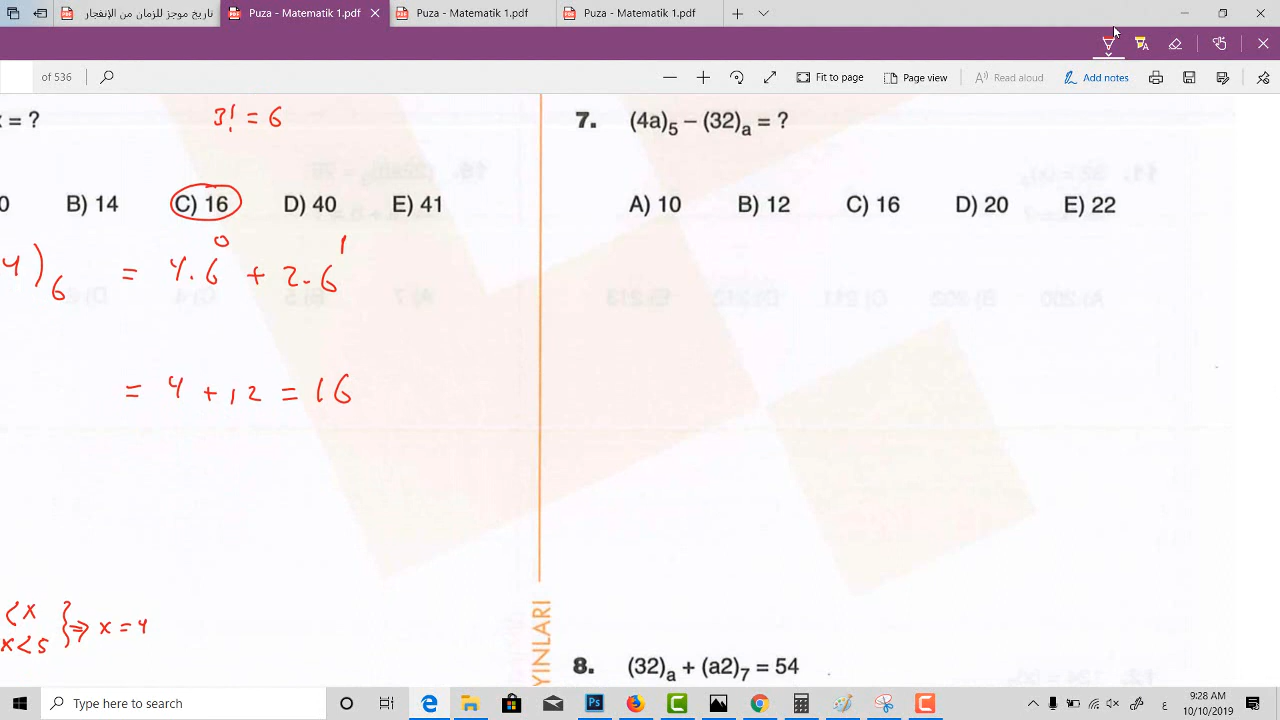 تاريخ موجز للزمان من الانفجار
Puza - Matematik 1.pdf
Puza - Matematik 1.pdf
Puza - Matematik 1.pdf
of 536
Fit to page
Page view
Read aloud
Add notes
x = ?
3! = 6
0
B) 14
C) 16
D) 40
E) 41
4)₆ = 4.6⁰ + 2.6¹
= 4 + 12 = 16
< x
x < 5 } ⇒ x = 4
7. (4a)₅ – (32)ₐ = ?
A) 10
B) 12
C) 16
D) 20
E) 22
YINLARI
8. (32)ₐ + (a2)₇ = 54
Type here to search
9:28 AM
10/10/2019